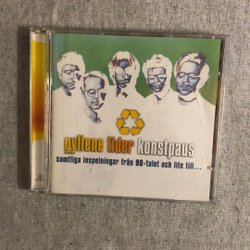 gyllene tider konstpaus
samtliga inspelningar från 90-talet och lite till...